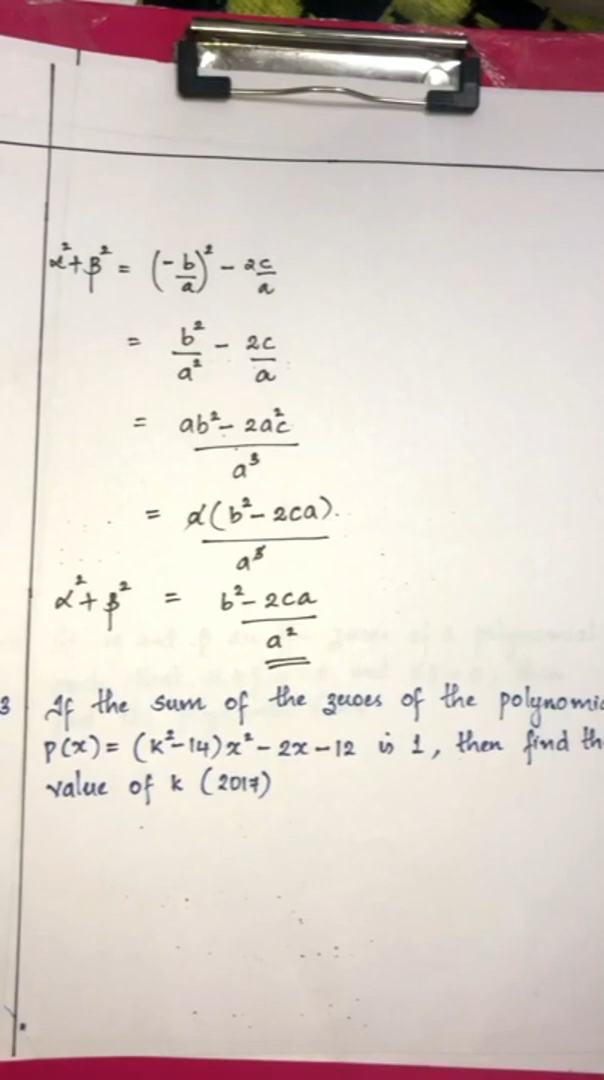 α² + β² = (-b/a)² - 2c/a
= b²/a² - 2c/a
= ab² - 2a²c / a³
= a(b² - 2ca). / a³
α² + β² = b² - 2ca / a²
3 If the sum of the zeroes of the polynomia
p(x) = (k² - 14)x² - 2x - 12 is 1, then find th
value of k (2017)